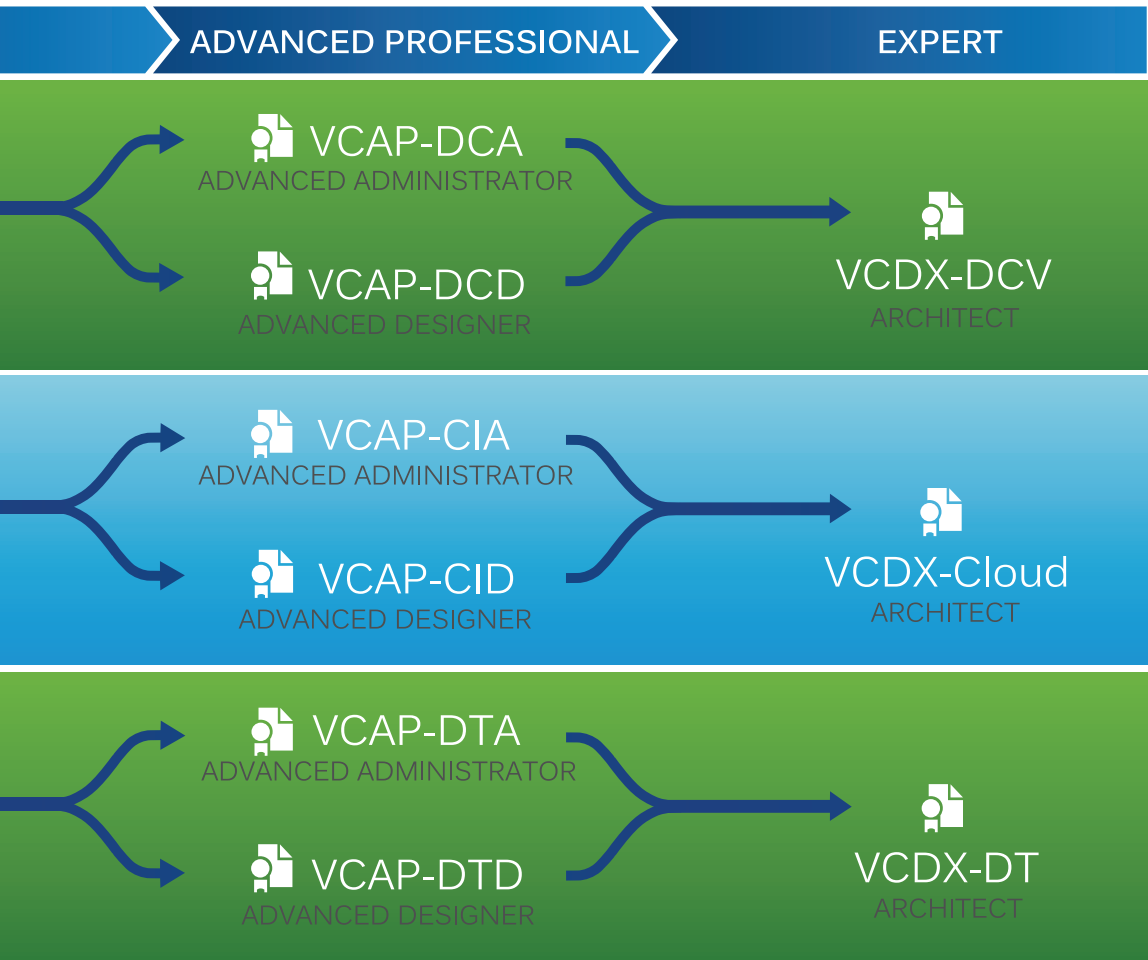 ADVANCED PROFESSIONAL
EXPERT
VCAP-DCA
ADVANCED ADMINISTRATOR
VCAP-DCD
ADVANCED DESIGNER
VCDX-DCV
ARCHITECT
VCAP-CIA
ADVANCED ADMINISTRATOR
VCAP-CID
ADVANCED DESIGNER
VCDX-Cloud
ARCHITECT
VCAP-DTA
ADVANCED ADMINISTRATOR
VCAP-DTD
ADVANCED DESIGNER
VCDX-DT
ARCHITECT